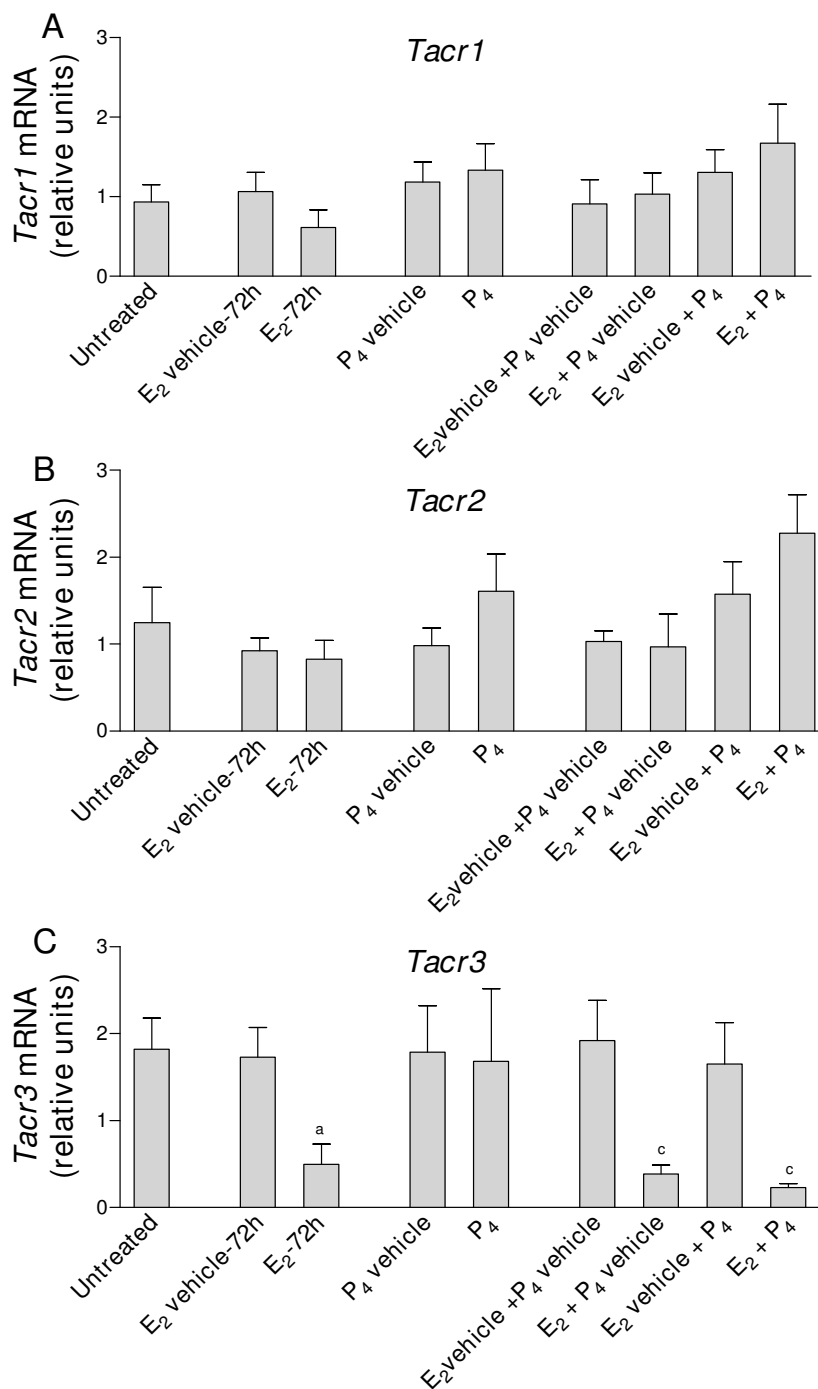 A
Tacr1
Tacr1 mRNA
(relative units)
3
2
1
0
Untreated
E₂ vehicle-72h
E₂-72h
P₄ vehicle
P₄
E₂vehicle +P₄ vehicle
E₂ + P₄ vehicle
E₂ vehicle + P₄
E₂ + P₄
B
Tacr2
Tacr2 mRNA
(relative units)
3
2
1
0
Untreated
E₂ vehicle-72h
E₂-72h
P₄ vehicle
P₄
E₂vehicle +P₄ vehicle
E₂ + P₄ vehicle
E₂ vehicle + P₄
E₂ + P₄
C
Tacr3
Tacr3 mRNA
(relative units)
3
2
1
0
a
c
c
Untreated
E₂ vehicle-72h
E₂-72h
P₄ vehicle
P₄
E₂vehicle +P₄ vehicle
E₂ + P₄ vehicle
E₂ vehicle + P₄
E₂ + P₄